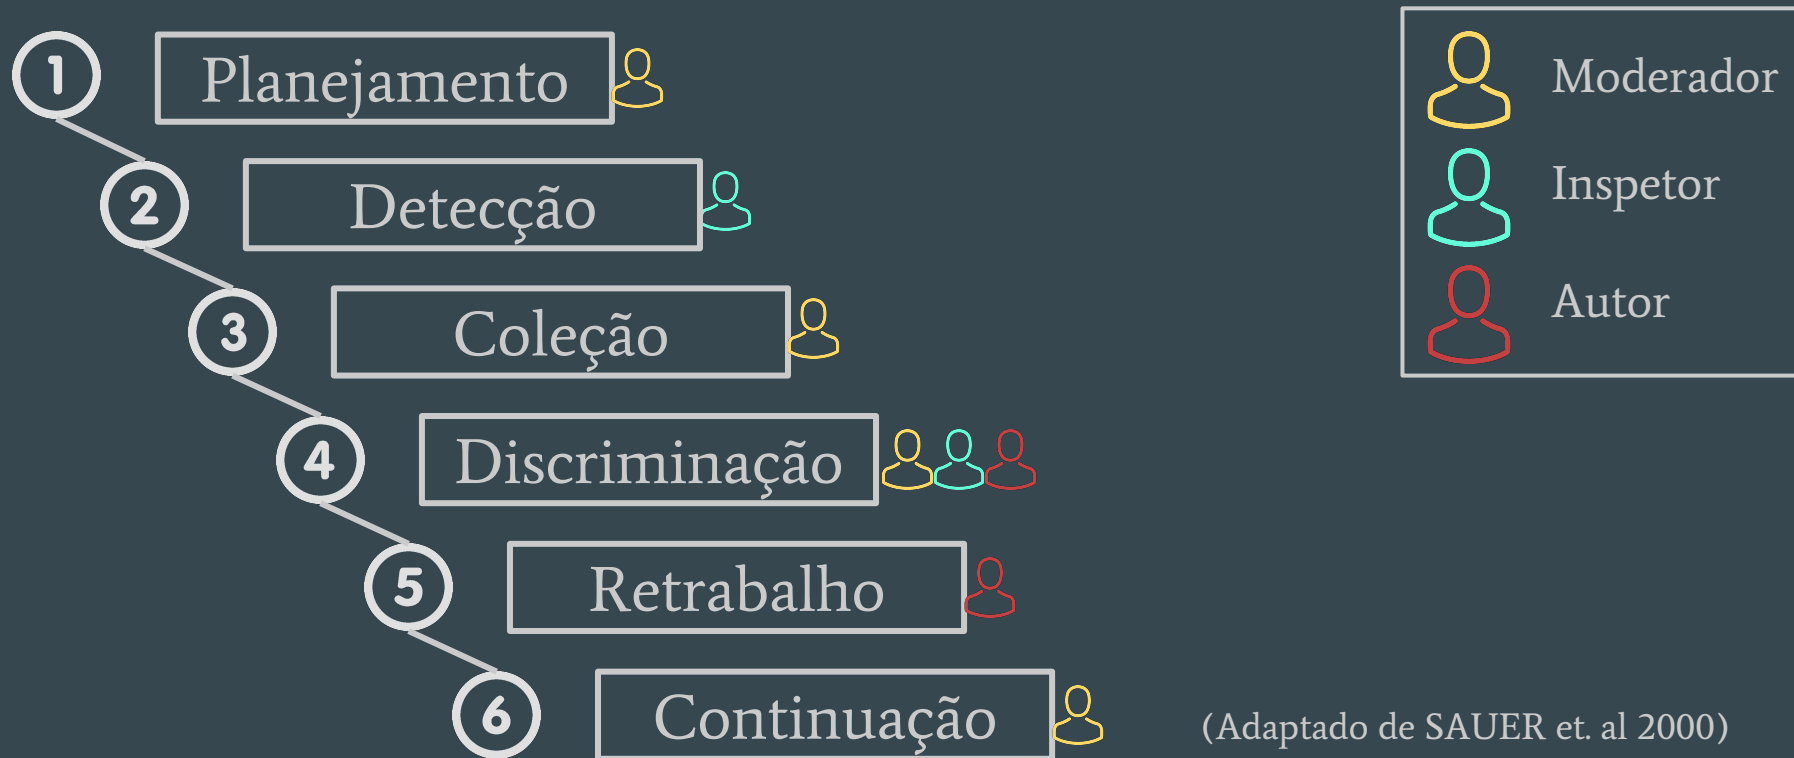 1 Planejamento
2 Detecção
3 Coleção
4 Discriminação
5 Retrabalho
6 Continuação
Moderador
Inspetor
Autor
(Adaptado de SAUER et. al 2000)